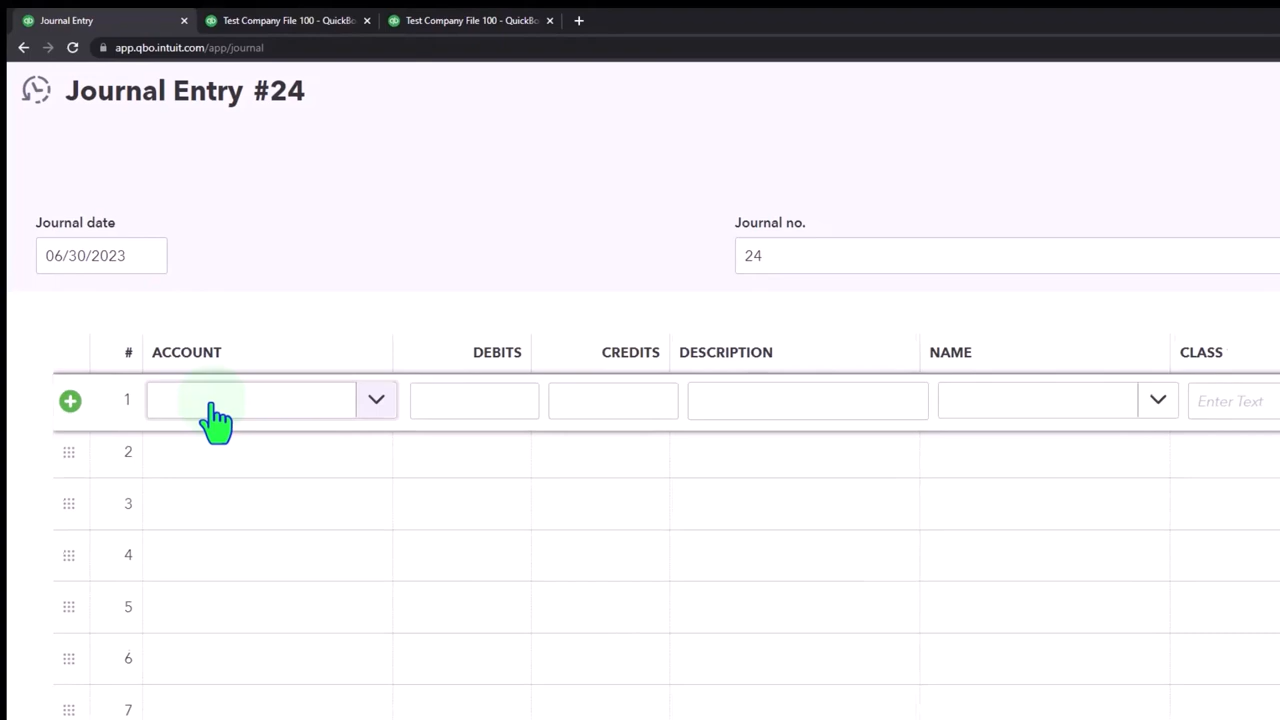 Journal Entry
Test Company File 100 - QuickBo
Test Company File 100 - QuickBo
app.qbo.intuit.com/app/journal
Journal Entry #24
Journal date
Journal no.
06/30/2023
24
# ACCOUNT DEBITS CREDITS DESCRIPTION NAME CLASS
1 Enter Text
2
3
4
5
6
7